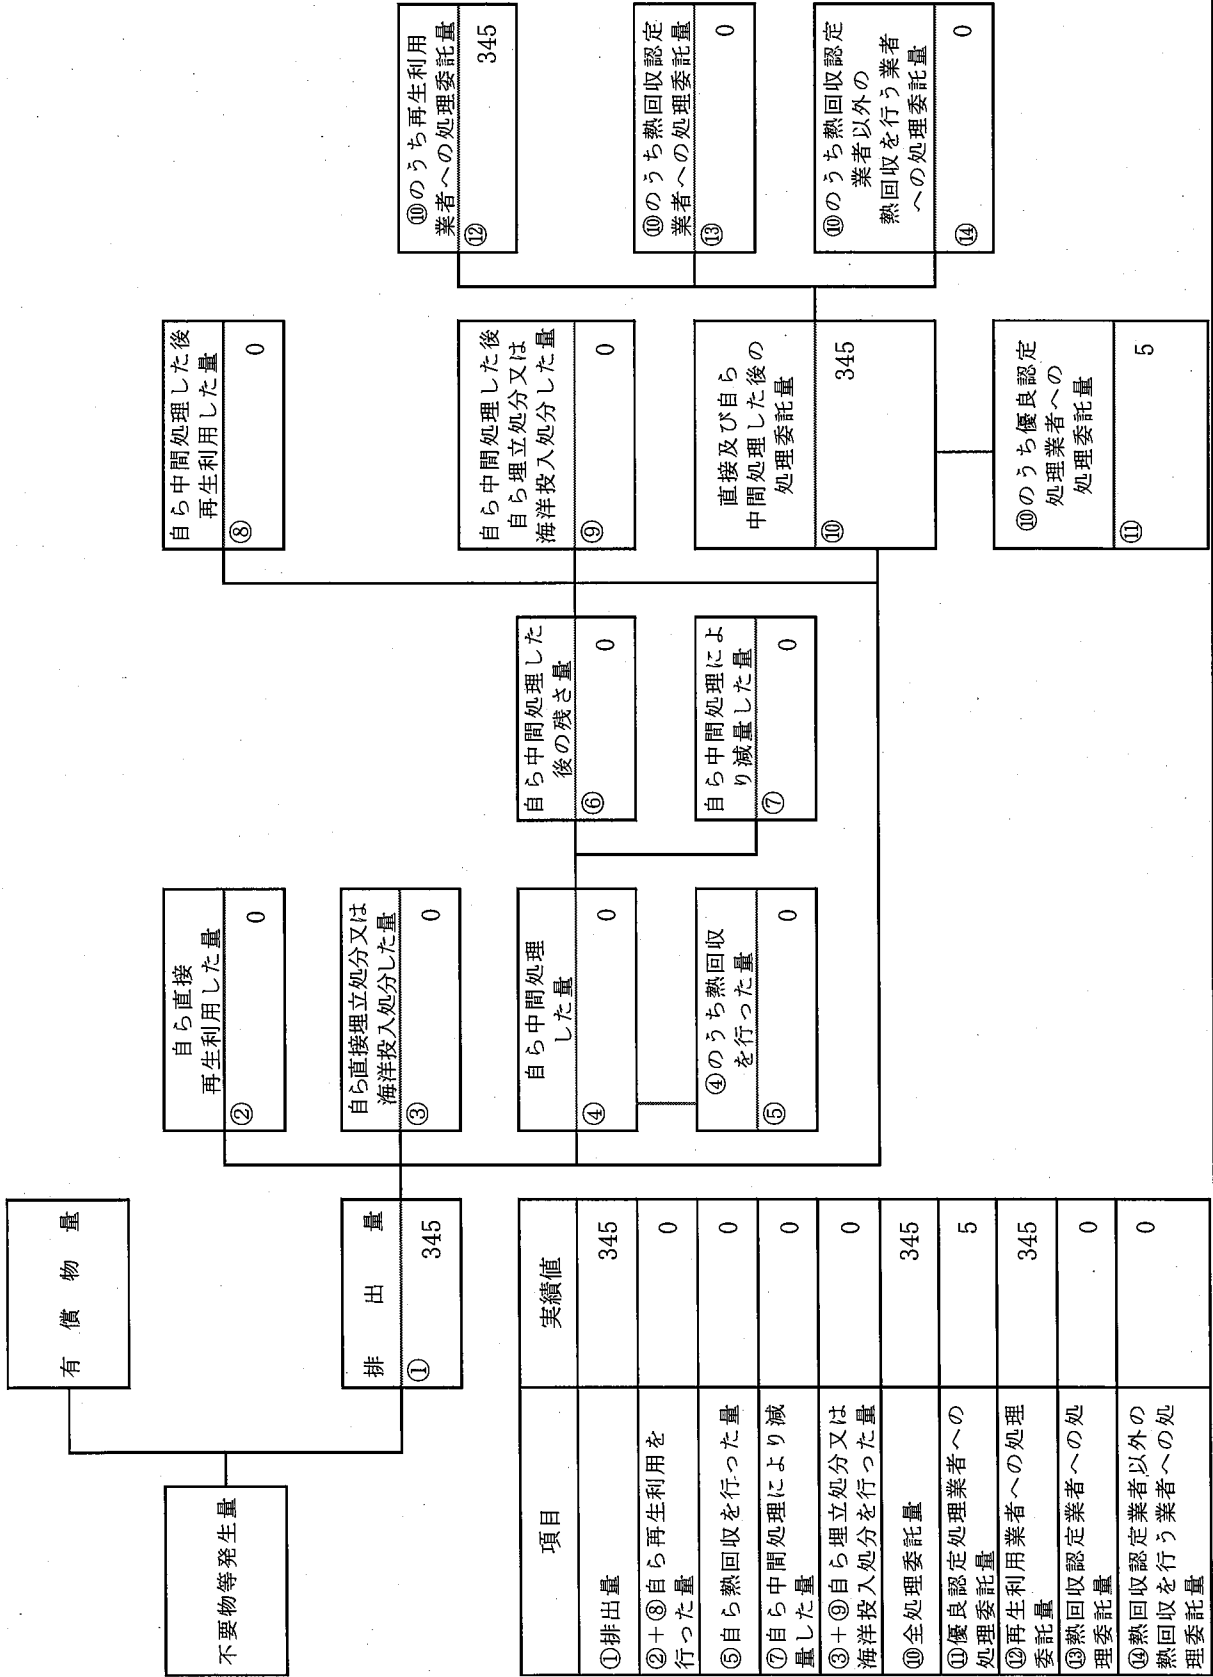 不要物等発生量
有償物量
排出量
① 345
自ら直接
再生利用した量
② 0
自ら直接埋立処分又は
海洋投入処分した量
③ 0
自ら中間処理
した量
④ 0
④のうち熱回収
を行った量
⑤ 0
自ら中間処理した
後の残さ量
⑥ 0
自ら中間処理によ
り減量した量
⑦ 0
自ら中間処理した後
再生利用した量
⑧ 0
自ら中間処理した後
自ら埋立処分又は
海洋投入処分した量
⑨ 0
直接及び自ら
中間処理した後の
処理委託量
⑩ 345
⑩のうち優良認定
処理業者への
処理委託量
⑪ 5
⑩のうち再生利用
業者への処理委託量
⑫ 345
⑩のうち熱回収認定
業者への処理委託量
⑬ 0
⑩のうち熱回収認定
業者以外の
熱回収を行う業者
への処理委託量
⑭ 0
項目 実績値
①排出量 345
②+⑧自ら再生利用を
行った量 0
⑤自ら熱回収を行った量 0
⑦自ら中間処理により減
量した量 0
③+⑨自ら埋立処分又は
海洋投入処分を行った量 0
⑩全処理委託量 345
⑪優良認定処理業者への
処理委託量 5
⑫再生利用業者への処理
委託量 345
⑬熱回収認定業者への処
理委託量 0
⑭熱回収認定業者以外の
熱回収を行う業者への処
理委託量 0